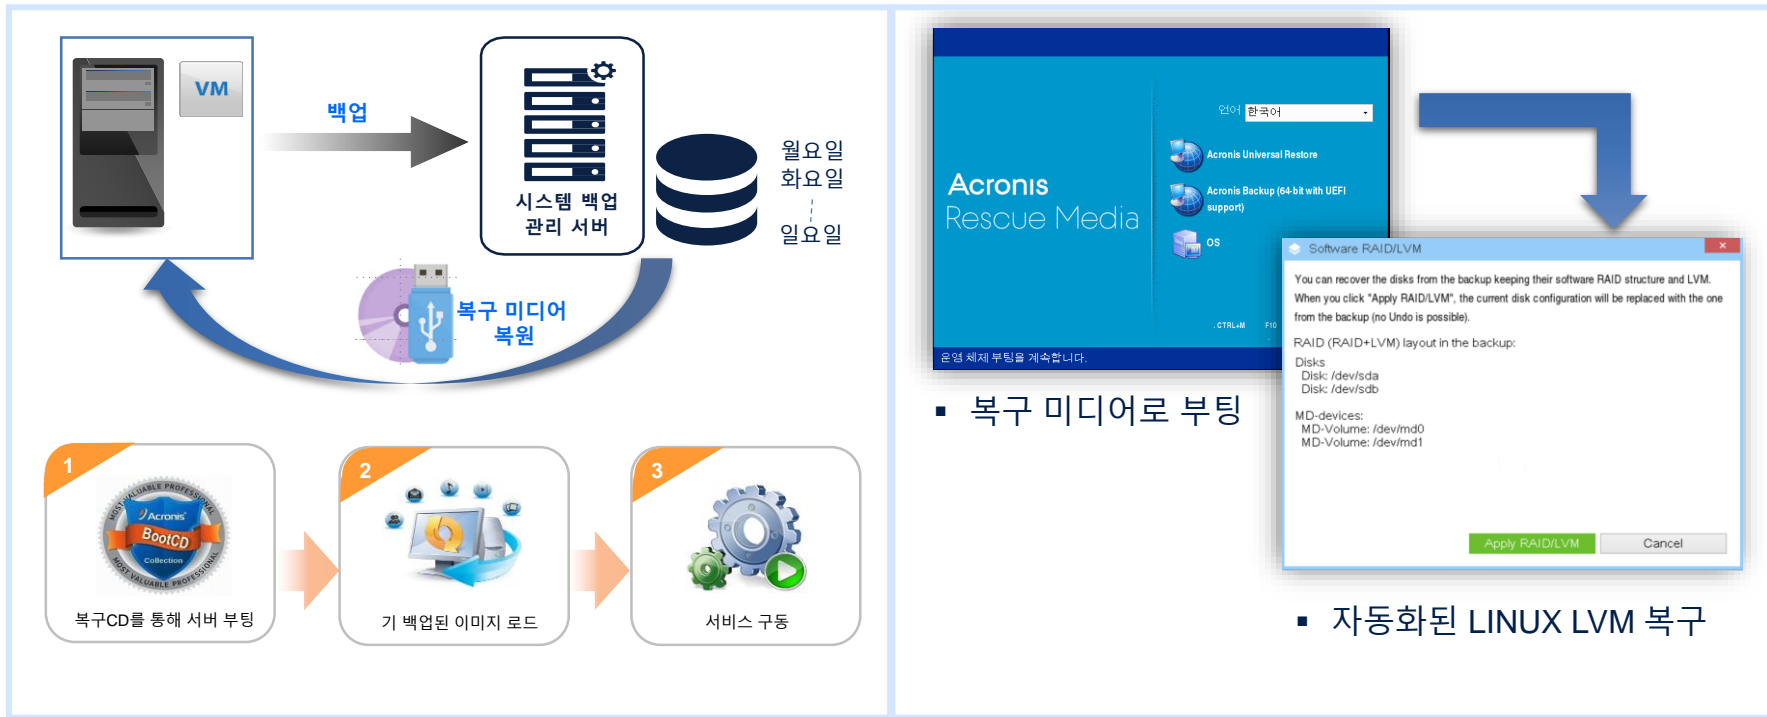 VM
백업
시스템 백업
관리 서버
월요일
화요일
일요일
복구 미디어
복원
1
MOST VALUABLE PROFESSIONAL
Acronis
BootCD
Collection
MOST VALUABLE PROFESSIONAL
복구CD를 통해 서버 부팅
2
기 백업된 이미지 로드
3
서비스 구동
언어 한국어
Acronis Universal Restore
Acronis Backup (64-bit with UEFI
support)
OS
Acronis
Rescue Media
CTRL+M F10
운영 체제 부팅을 계속합니다.
▪ 복구 미디어로 부팅
Software RAID/LVM
You can recover the disks from the backup keeping their software RAID structure and LVM.
When you click "Apply RAID/LVM", the current disk configuration will be replaced with the one
from the backup (no Undo is possible).
RAID (RAID+LVM) layout in the backup:
Disks
Disk: /dev/sda
Disk: /dev/sdb
MD-devices:
MD-Volume: /dev/md0
MD-Volume: /dev/md1
Apply RAID/LVM Cancel
▪ 자동화된 LINUX LVM 복구